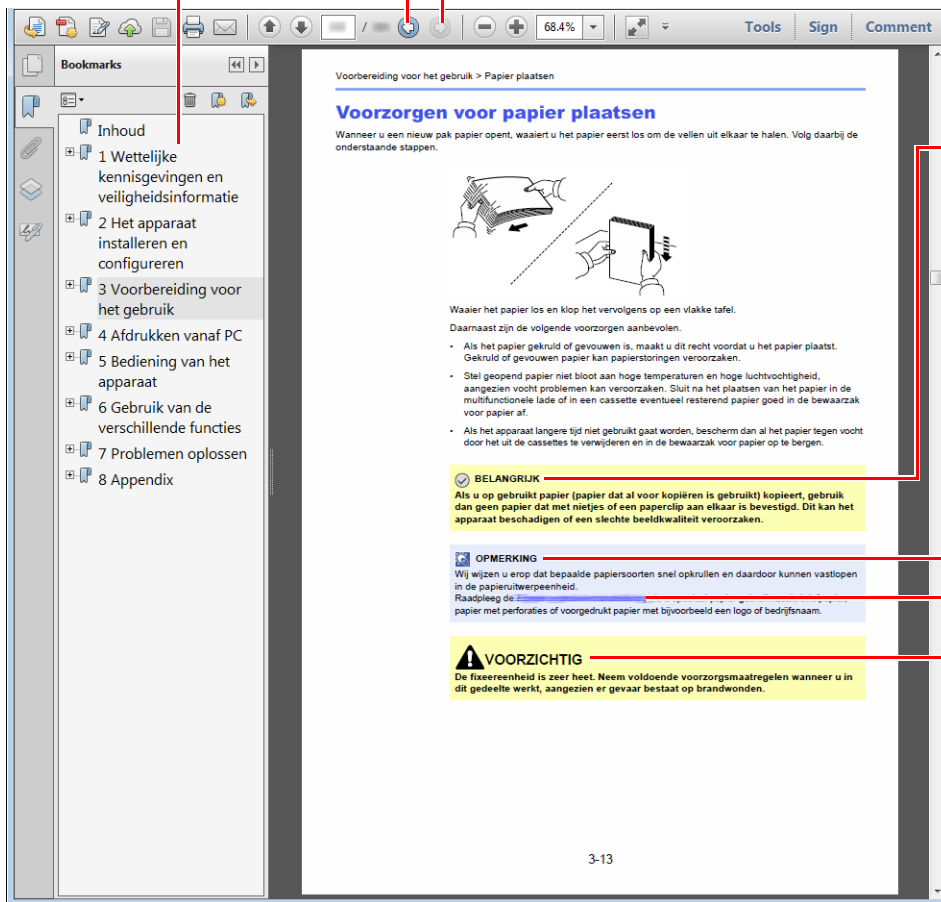 /
68.4%
Tools
Sign
Comment
Bookmarks
Inhoud
1 Wettelijke
kennisgevingen en
veiligheidsinformatie
2 Het apparaat
installeren en
configureren
3 Voorbereiding voor
het gebruik
4 Afdrukken vanaf PC
5 Bediening van het
apparaat
6 Gebruik van de
verschillende functies
7 Problemen oplossen
8 Appendix
Voorbereiding voor het gebruik > Papier plaatsen
Voorzorgen voor papier plaatsen
Wanneer u een nieuw pak papier opent, waaiert u het papier eerst los om de vellen uit elkaar te halen. Volg daarbij de
onderstaande stappen.
Waaier het papier los en klop het vervolgens op een vlakke tafel.
Daarnaast zijn de volgende voorzorgen aanbevolen.
• Als het papier gekruld of gevouwen is, maakt u dit recht voordat u het papier plaatst.
Gekruld of gevouwen papier kan papierstoringen veroorzaken.
• Stel geopend papier niet bloot aan hoge temperaturen en hoge luchtvochtigheid,
aangezien vocht problemen kan veroorzaken. Sluit na het plaatsen van het papier in de
multifunctionele lade of in een cassette eventueel resterend papier goed in de bewaarzak
voor papier af.
• Als het apparaat langere tijd niet gebruikt gaat worden, bescherm dan al het papier tegen vocht
door het uit de cassettes te verwijderen en in de bewaarzak voor papier op te bergen.
BELANGRIJK
Als u op gebruikt papier (papier dat al voor kopiëren is gebruikt) kopieert, gebruik
dan geen papier dat met nietjes of een paperclip aan elkaar is bevestigd. Dit kan het
apparaat beschadigen of een slechte beeldkwaliteit veroorzaken.
OPMERKING
Wij wijzen u erop dat bepaalde papiersoorten snel opkrullen en daardoor kunnen vastlopen
in de papieruitwerpeenheid.
Raadpleeg de
papier met perforaties of voorgedrukt papier met bijvoorbeeld een logo of bedrijfsnaam.
VOORZICHTIG
De fixeereenheid is zeer heet. Neem voldoende voorzorgsmaatregelen wanneer u in
dit gedeelte werkt, aangezien er gevaar bestaat op brandwonden.
3-13